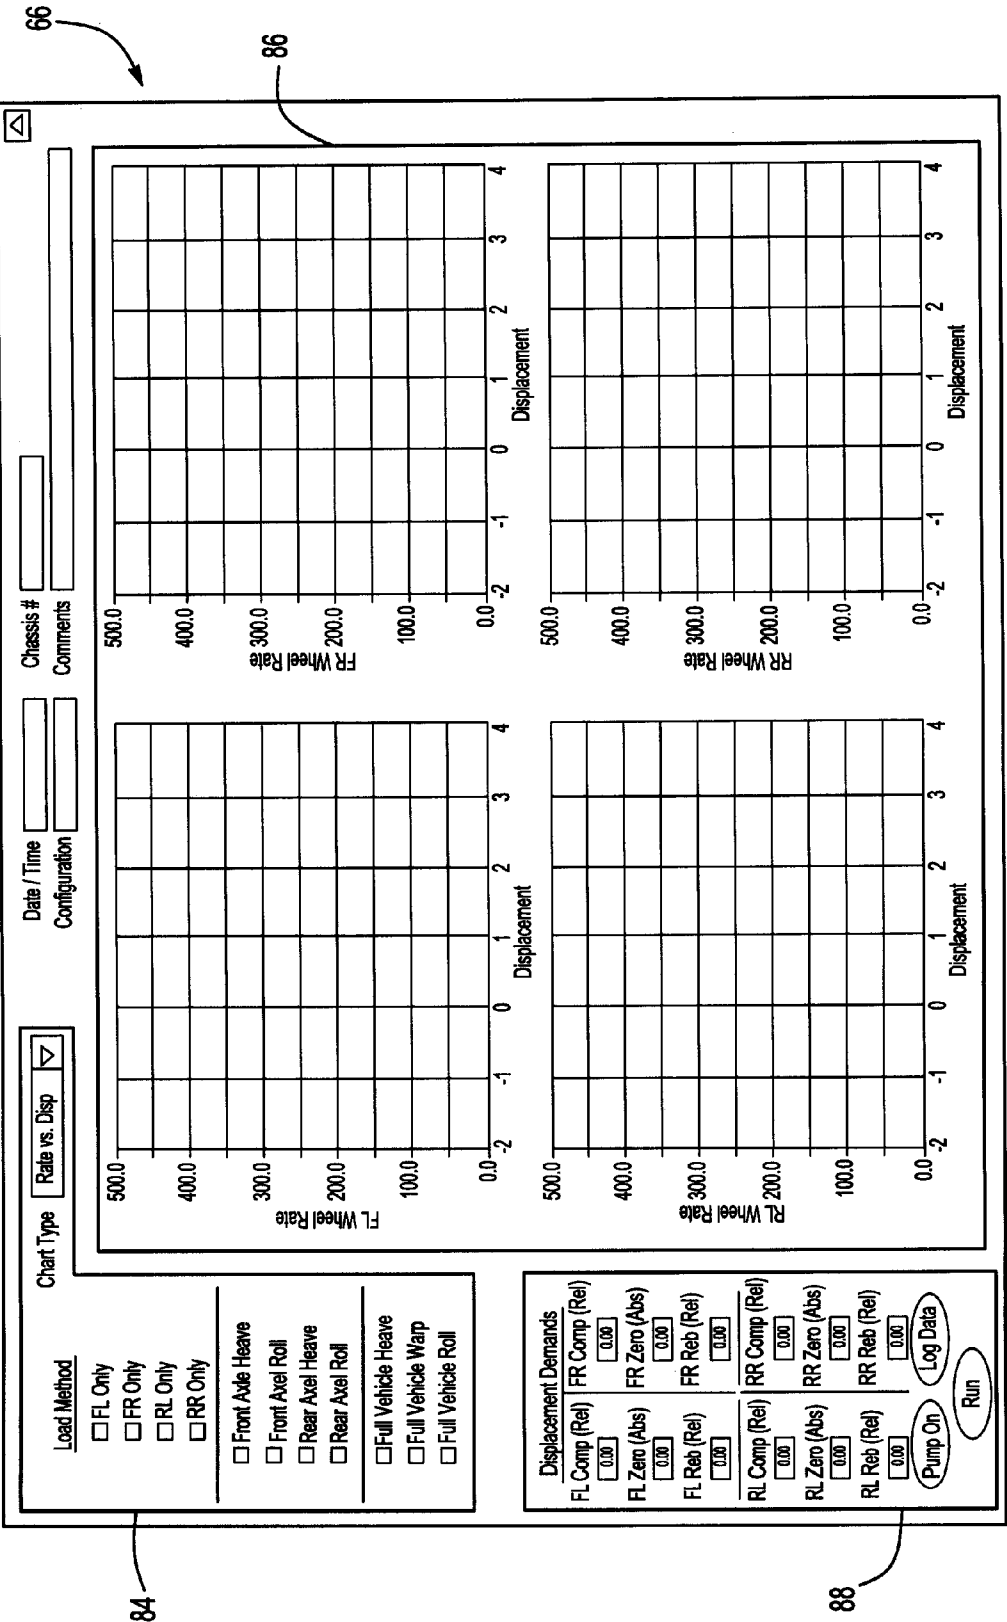 66
84
86
88
Chart Type
Rate vs. Disp
Date / Time
Chassis #
Configuration
Comments
Load Method
FL Only
FR Only
RL Only
RR Only
Front Axle Heave
Front Axel Roll
Rear Axel Heave
Rear Axel Roll
Full Vehicle Heave
Full Vehicle Warp
Full Vehicle Roll
FL Wheel Rate
500.0
400.0
300.0
200.0
100.0
0.0
-2 -1 0 1 2 3 4
Displacement
FR Wheel Rate
500.0
400.0
300.0
200.0
100.0
0.0
-2 -1 0 1 2 3 4
Displacement
Displacement Demands
FL Comp (Rel) FR Comp (Rel)
0.00 0.00
FL Zero (Abs) FR Zero (Abs)
0.00 0.00
FL Reb (Rel) FR Reb (Rel)
0.00 0.00
RL Comp (Rel) RR Comp (Rel)
0.00 0.00
RL Zero (Abs) RR Zero (Abs)
0.00 0.00
RL Reb (Rel) RR Reb (Rel)
0.00 0.00
Pump On Log Data
Run
RL Wheel Rate
500.0
400.0
300.0
200.0
100.0
0.0
-2 -1 0 1 2 3 4
Displacement
RR Wheel Rate
500.0
400.0
300.0
200.0
100.0
0.0
-2 -1 0 1 2 3 4
Displacement